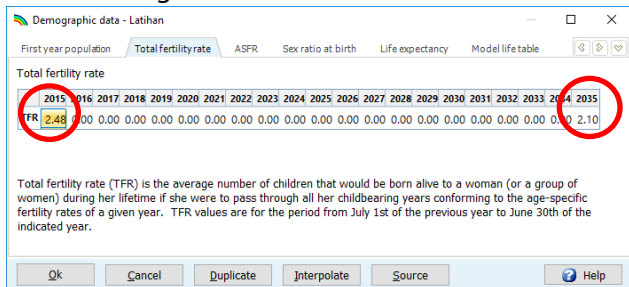 Demographic data - Latihan
First year population Total fertility rate ASFR Sex ratio at birth Life expectancy Model life table
Total fertility rate
2015 2016 2017 2018 2019 2020 2021 2022 2023 2024 2025 2026 2027 2028 2029 2030 2031 2032 2033 2034 2035
TFR 2.48 0.00 0.00 0.00 0.00 0.00 0.00 0.00 0.00 0.00 0.00 0.00 0.00 0.00 0.00 0.00 0.00 0.00 0.00 0.00 2.10
Total fertility rate (TFR) is the average number of children that would be born alive to a woman (or a group of
women) during her lifetime if she were to pass through all her childbearing years conforming to the age-specific
fertility rates of a given year. TFR values are for the period from July 1st of the previous year to June 30th of the
indicated year.
Ok Cancel Duplicate Interpolate Source Help